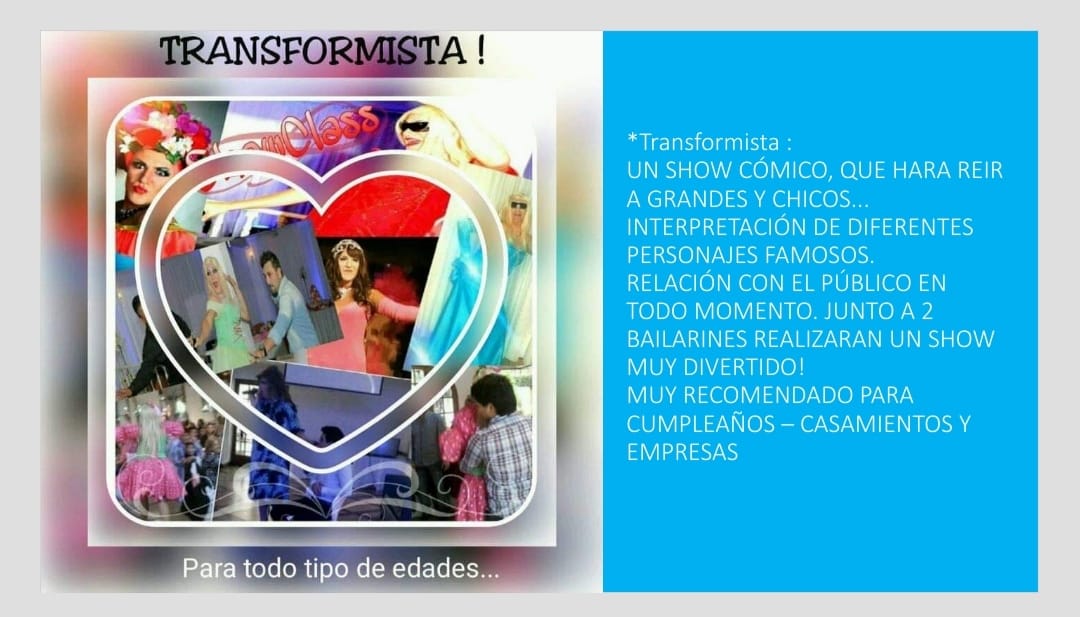 TRANSFORMISTA !
Class
Para todo tipo de edades...
*Transformista :
UN SHOW CÓMICO, QUE HARA REIR
A GRANDES Y CHICOS...
INTERPRETACIÓN DE DIFERENTES
PERSONAJES FAMOSOS.
RELACIÓN CON EL PÚBLICO EN
TODO MOMENTO. JUNTO A 2
BAILARINES REALIZARAN UN SHOW
MUY DIVERTIDO!
MUY RECOMENDADO PARA
CUMPLEAÑOS – CASAMIENTOS Y
EMPRESAS